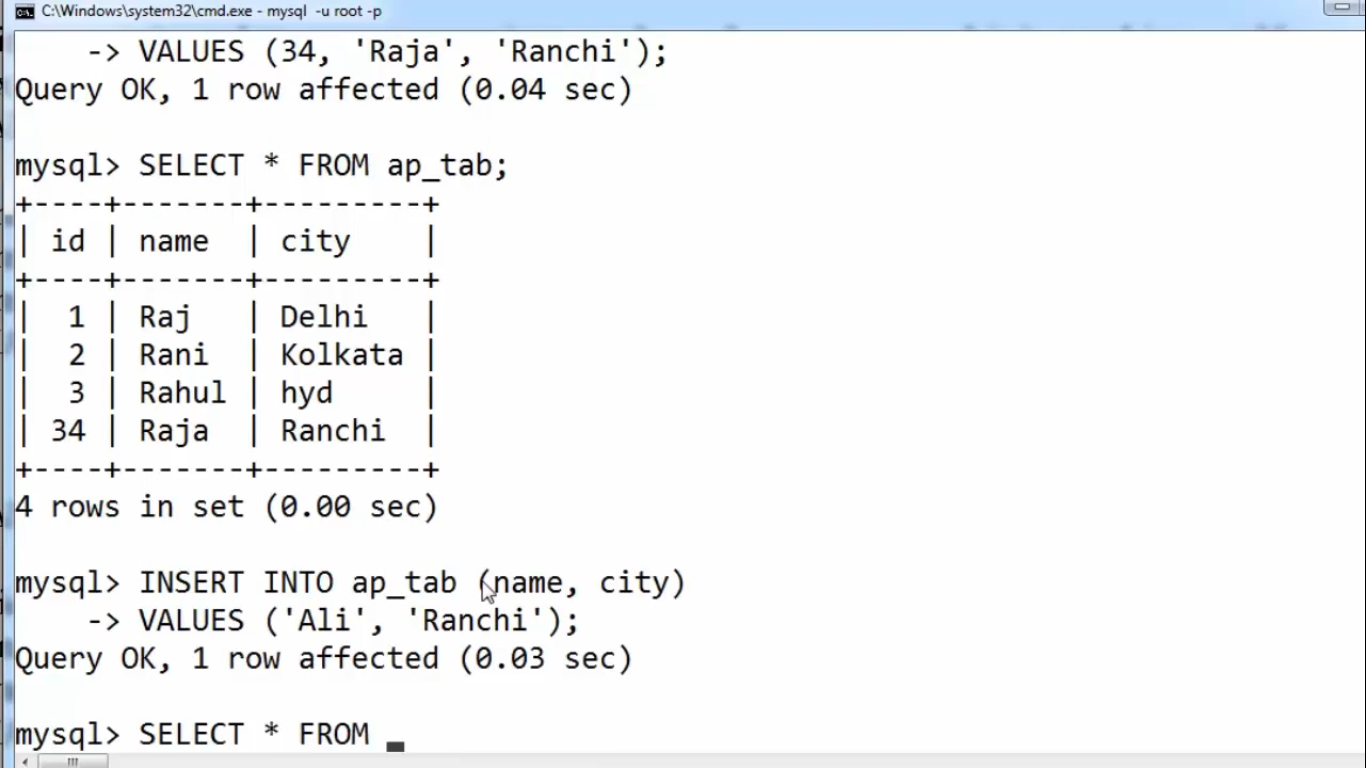 C:\Windows\system32\cmd.exe - mysql  -u root -p
    -> VALUES (34, 'Raja', 'Ranchi');
Query OK, 1 row affected (0.04 sec)

mysql> SELECT * FROM ap_tab;
+----+-------+---------+
| id | name  | city    |
+----+-------+---------+
|  1 | Raj   | Delhi   |
|  2 | Rani  | Kolkata |
|  3 | Rahul | hyd     |
| 34 | Raja  | Ranchi  |
+----+-------+---------+
4 rows in set (0.00 sec)

mysql> INSERT INTO ap_tab (name, city)
    -> VALUES ('Ali', 'Ranchi');
Query OK, 1 row affected (0.03 sec)

mysql> SELECT * FROM _